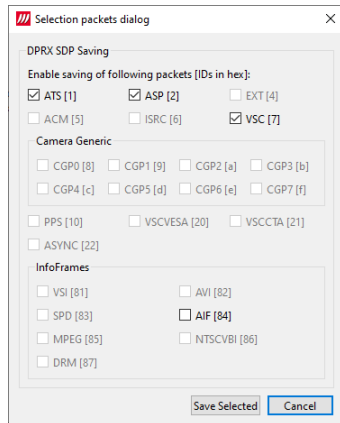 Selection packets dialog
DPRX SDP Saving
Enable saving of following packets [IDs in hex]:
ATS [1] ASP [2] EXT [4]
ACM [5] ISRC [6] VSC [7]
Camera Generic
CGP0 [8] CGP1 [9] CGP2 [a] CGP3 [b]
CGP4 [c] CGP5 [d] CGP6 [e] CGP7 [f]
PPS [10] VSCVESA [20] VSCCTA [21]
ASYNC [22]
InfoFrames
VSI [81] AVI [82]
SPD [83] AIF [84]
MPEG [85] NTSCVBI [86]
DRM [87]
Save Selected Cancel